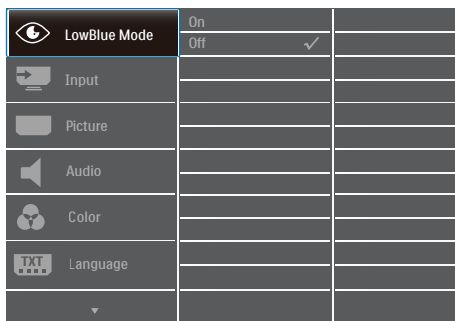 LowBlue Mode
On
Off
Input
Picture
Audio
Color
TXT
Language